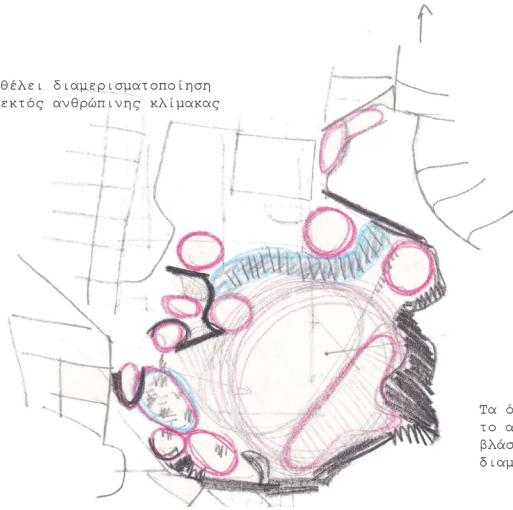 θέλει διαμερισματοποίηση
εκτός ανθρώπινης κλίμακας
Τα ό
το α
βλάσ
διαμ